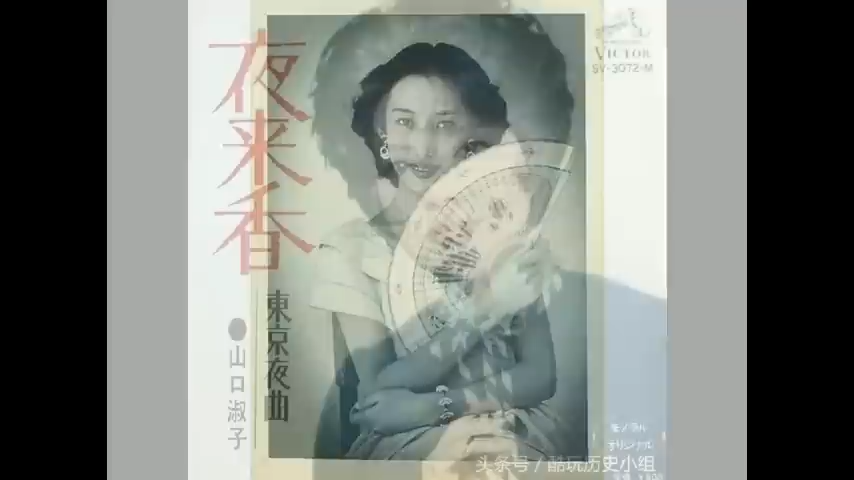 夜来香
東京夜曲
●山口淑子
VICTOR
SV-3072-M
モノラル
オリジナル
头条号 / 酷玩历史小组
¥500